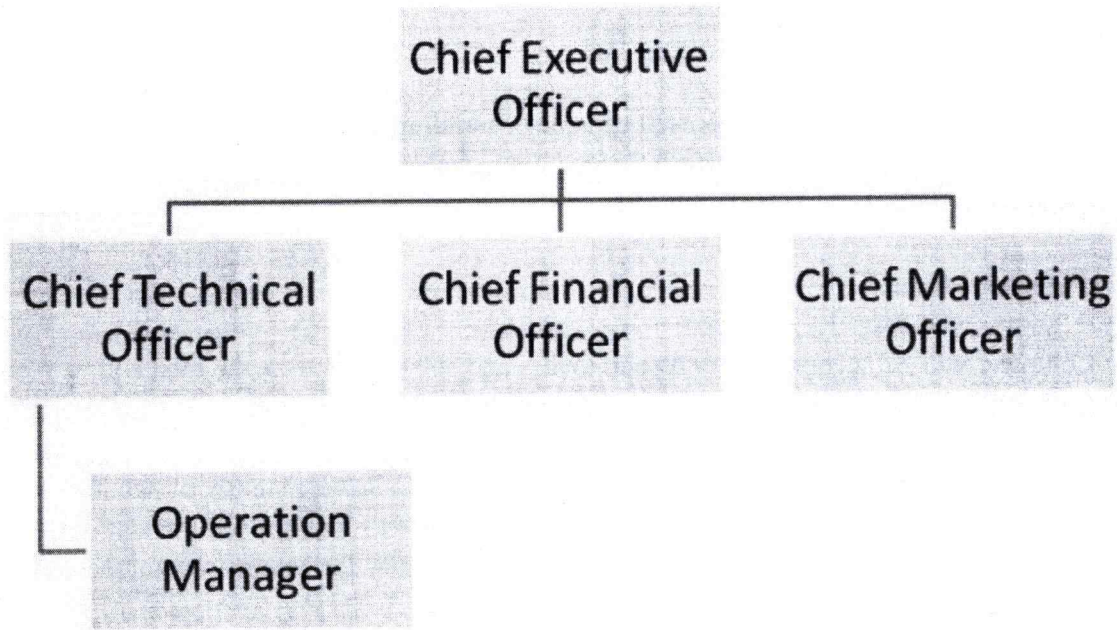 Chief Executive
Officer
Chief Technical
Officer
Chief Financial
Officer
Chief Marketing
Officer
Operation
Manager